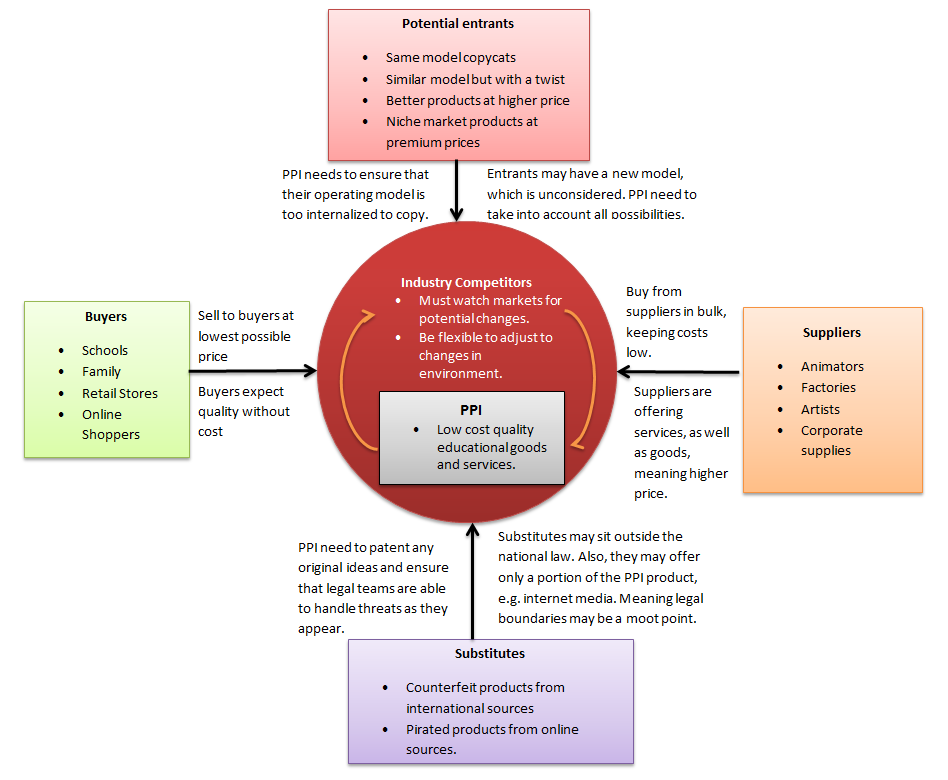 Potential entrants
• Same model copycats
• Similar model but with a twist
• Better products at higher price
• Niche market products at
premium prices
PPI needs to ensure that
their operating model is
too internalized to copy.
Entrants may have a new model,
which is unconsidered. PPI need to
take into account all possibilities.
Industry Competitors
• Must watch markets for
potential changes.
• Be flexible to adjust to
changes in
environment.
PPI
• Low cost quality
educational goods
and services.
Buyers
• Schools
• Family
• Retail Stores
• Online
Shoppers
Sell to buyers at
lowest possible
price
Buyers expect
quality without
cost
Buy from
suppliers in bulk,
keeping costs
low.
Suppliers are
offering
services, as well
as goods,
meaning higher
price.
Suppliers
• Animators
• Factories
• Artists
• Corporate
supplies
PPI need to patent any
original ideas and ensure
that legal teams are able
to handle threats as they
appear.
Substitutes may sit outside the
national law. Also, they may offer
only a portion of the PPI product,
e.g. internet media. Meaning legal
boundaries may be a moot point.
Substitutes
• Counterfeit products from
international sources
• Pirated products from online
sources.